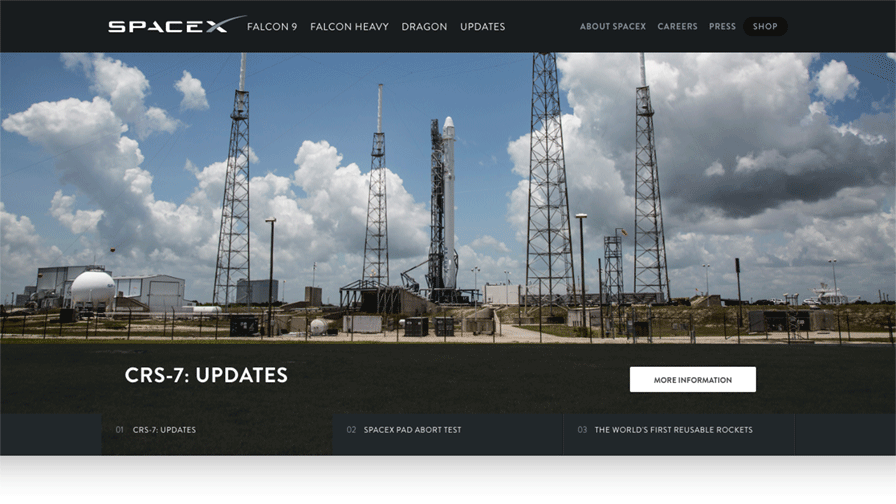 SPACEX
FALCON 9 FALCON HEAVY DRAGON UPDATES
ABOUT SPACEX CAREERS PRESS SHOP
CRS-7: UPDATES
MORE INFORMATION
01 CRS-7: UPDATES
02 SPACEX PAD ABORT TEST
03 THE WORLD'S FIRST REUSABLE ROCKETS